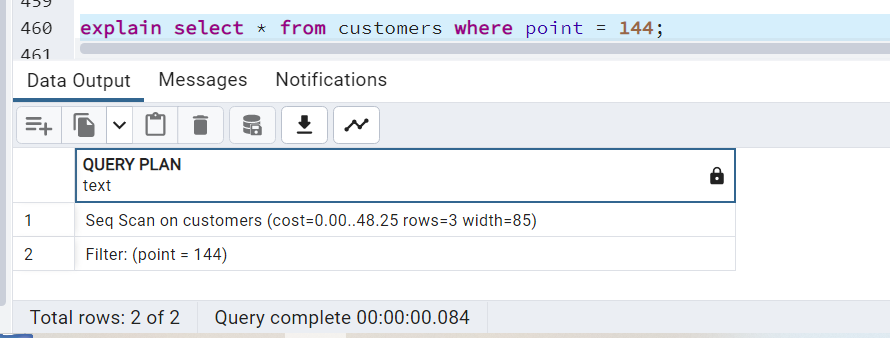 459
460 explain select * from customers where point = 144;
461
Data Output Messages Notifications
QUERY PLAN
text
1 Seq Scan on customers (cost=0.00..48.25 rows=3 width=85)
2 Filter: (point = 144)
Total rows: 2 of 2 Query complete 00:00:00.084